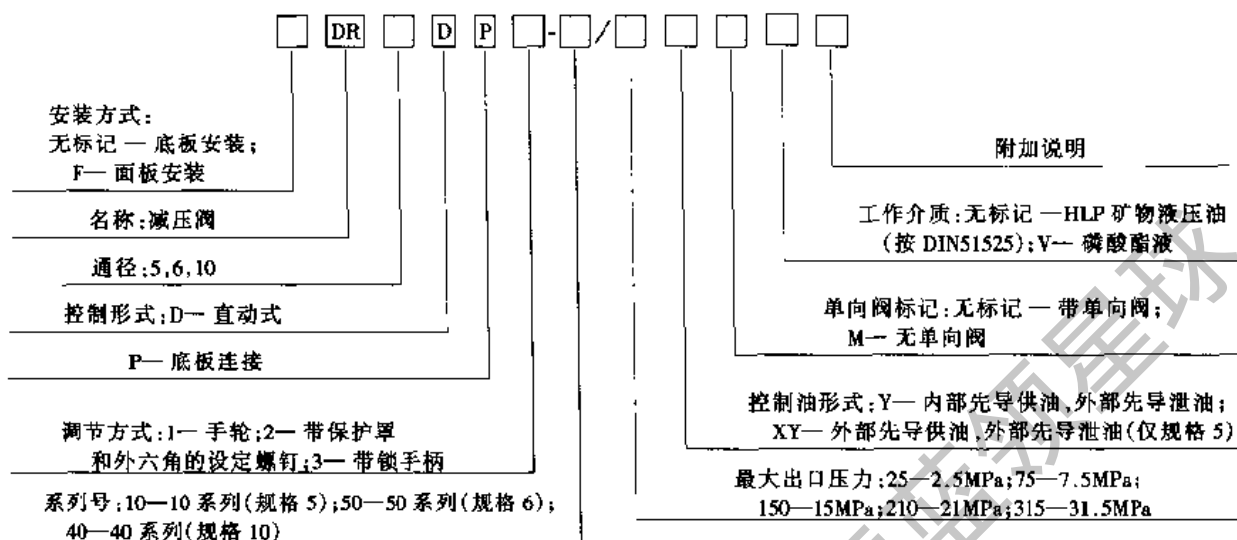 □ DR □ D P □-□/□ □ □ □ □
安装方式:
无标记 — 底板安装;
F— 面板安装
名称:减压阀
通径:5,6,10
控制形式;D— 直动式
P— 底板连接
调节方式:1— 手轮;2— 带保护罩
和外六角的设定螺钉;3— 带锁手柄
系列号;10—10 系列(规格 5);50—50 系列(规格 6);
40—40 系列(规格 10)
附加说明
工作介质:无标记 —HLP 矿物液压油
(按 DIN51525);V— 磷酸酯液
单向阀标记:无标记 — 带单向阀;
M— 无单向阀
控制油形式;Y— 内部先导供油,外部先导泄油;
XY— 外部先导供油,外部先导泄油(仅规格 5)
最大出口压力;25—2.5MPa;75—7.5MPa;
150—15MPa;210—21MPa;315—31.5MPa
蓝领星球